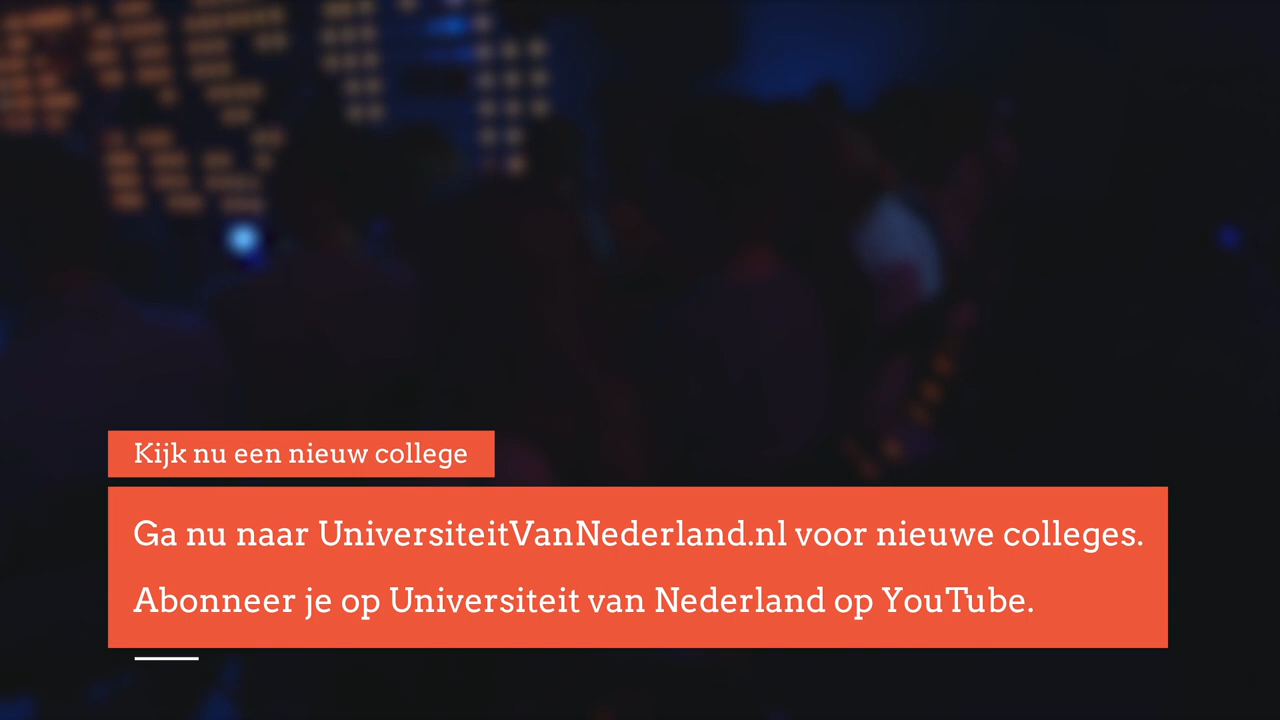 Kijk nu een nieuw college
Ga nu naar UniversiteitVanNederland.nl voor nieuwe colleges.
Abonneer je op Universiteit van Nederland op YouTube.